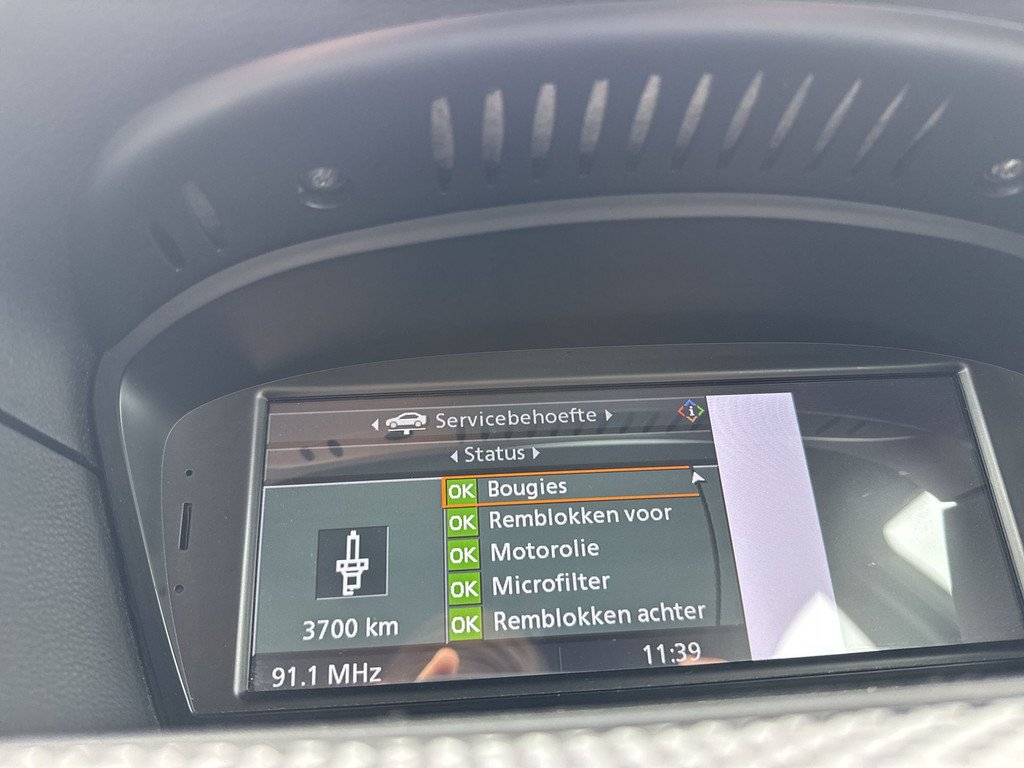 Servicebehoefte
i
Status
OK Bougies
OK Remblokken voor
OK Motorolie
OK Microfilter
OK Remblokken achter
3700 km
91.1 MHz 11:39